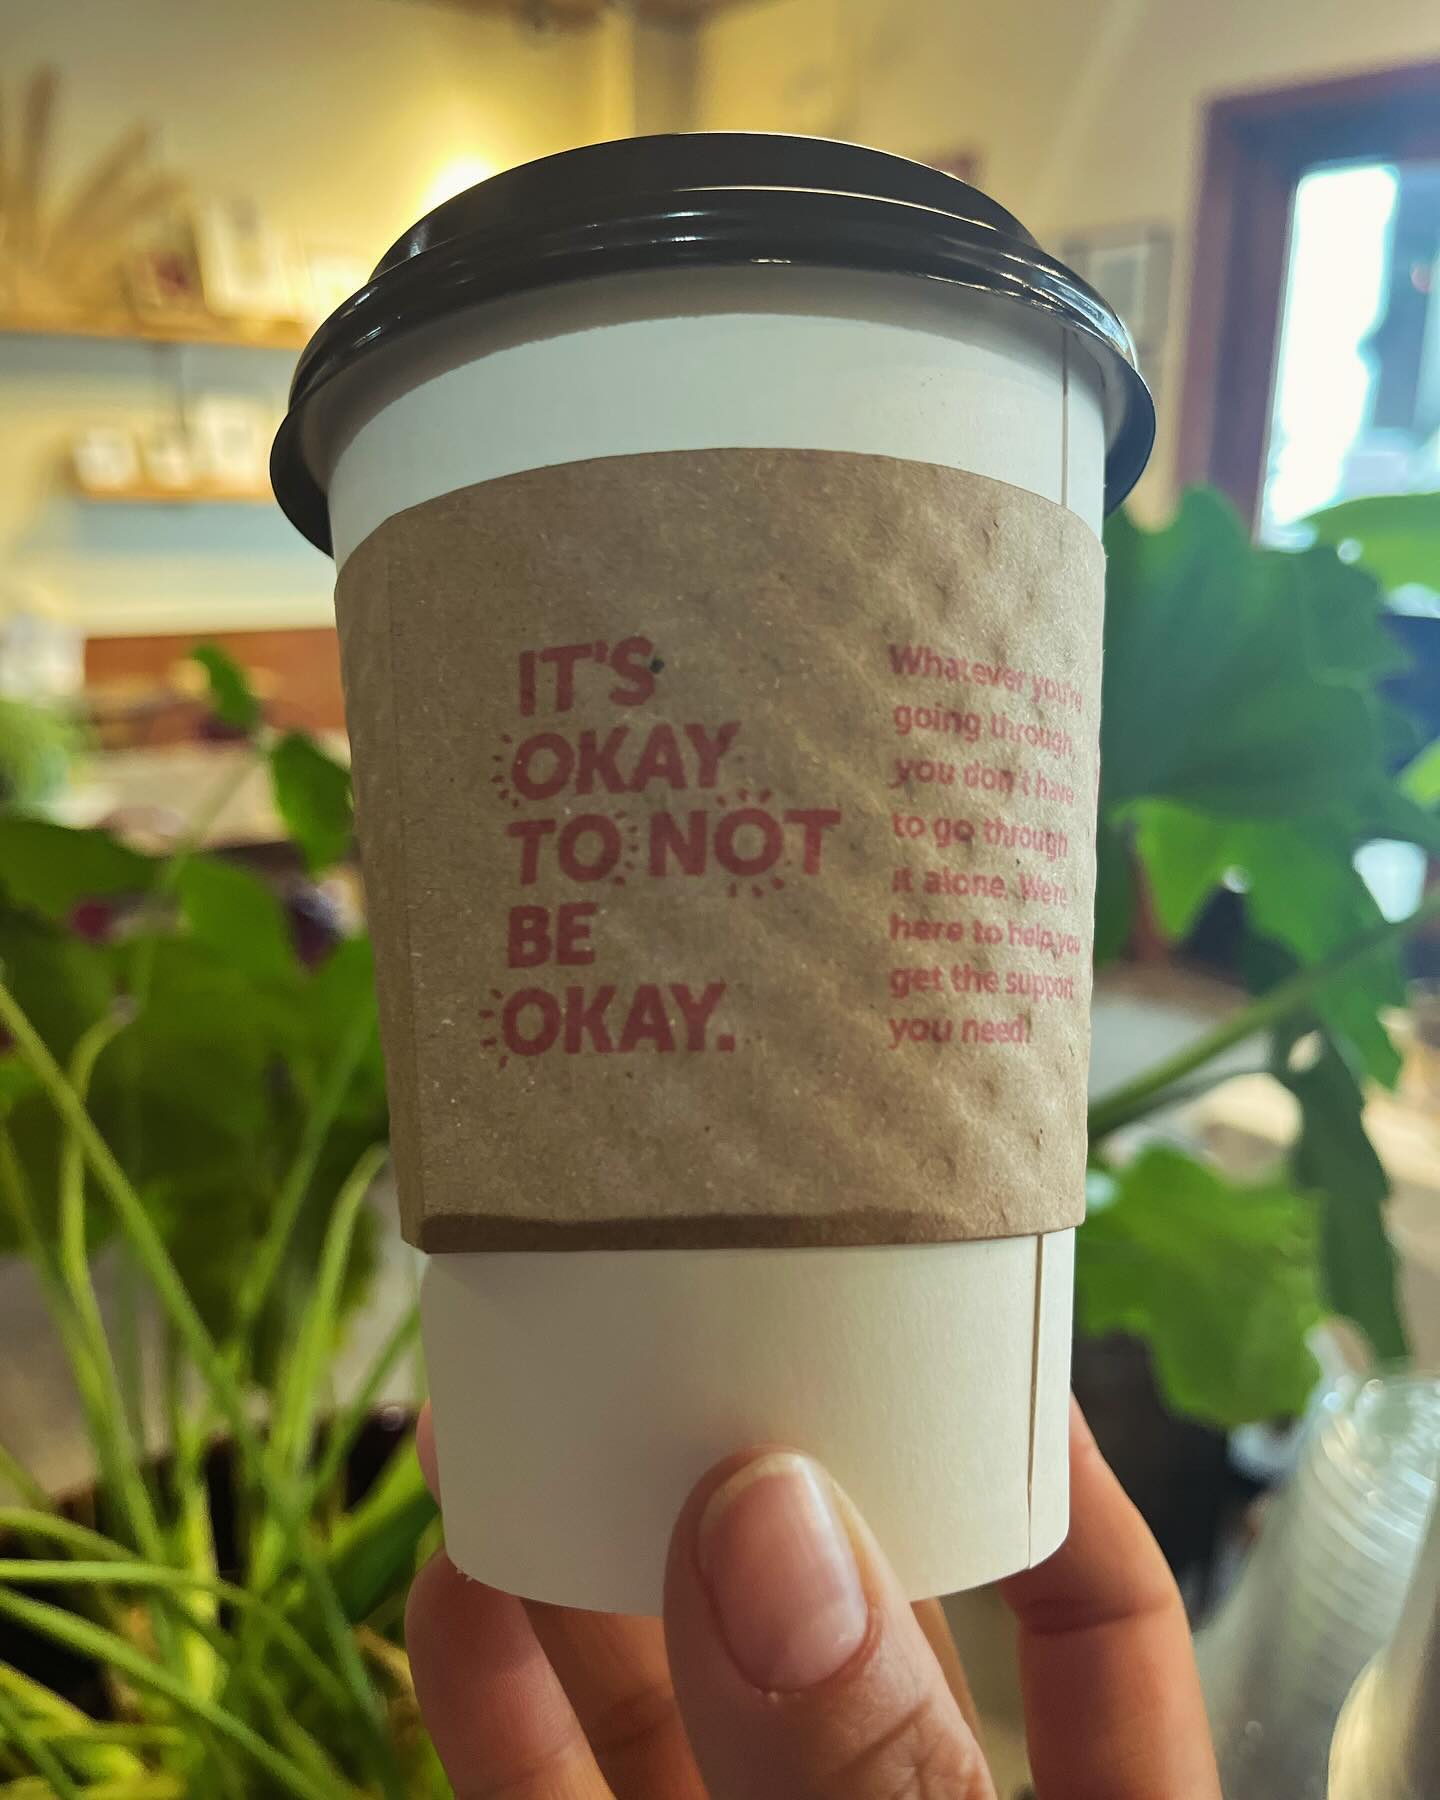 IT'S
OKAY
TO NOT
BE
OKAY.
Whatever you're
going through,
you don't have
to go through
it alone. We're
here to help you
get the support
you need.